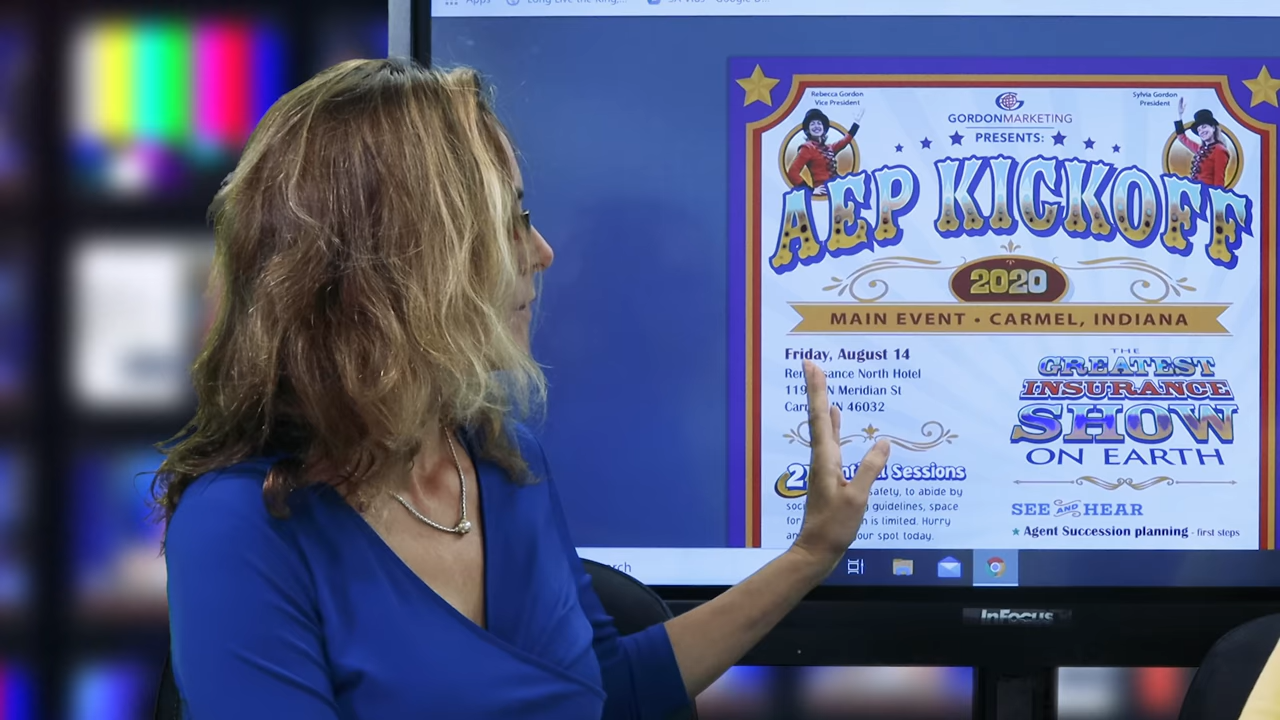 Apps
Rebecca Gordon
Vice President
Sylvia Gordon
President
GORDONMARKETING
PRESENTS:
AEP KICKOFF
2020
MAIN EVENT • CARMEL, INDIANA
Friday, August 14
North Hotel
N Meridian St
46032
Sessions
safety, to abide by
guidelines, space
is limited. Hurry
spot today.
THE
GREATEST
INSURANCE
SHOW
ON EARTH
SEE AND HEAR
Agent Succession planning - first steps
InFocus